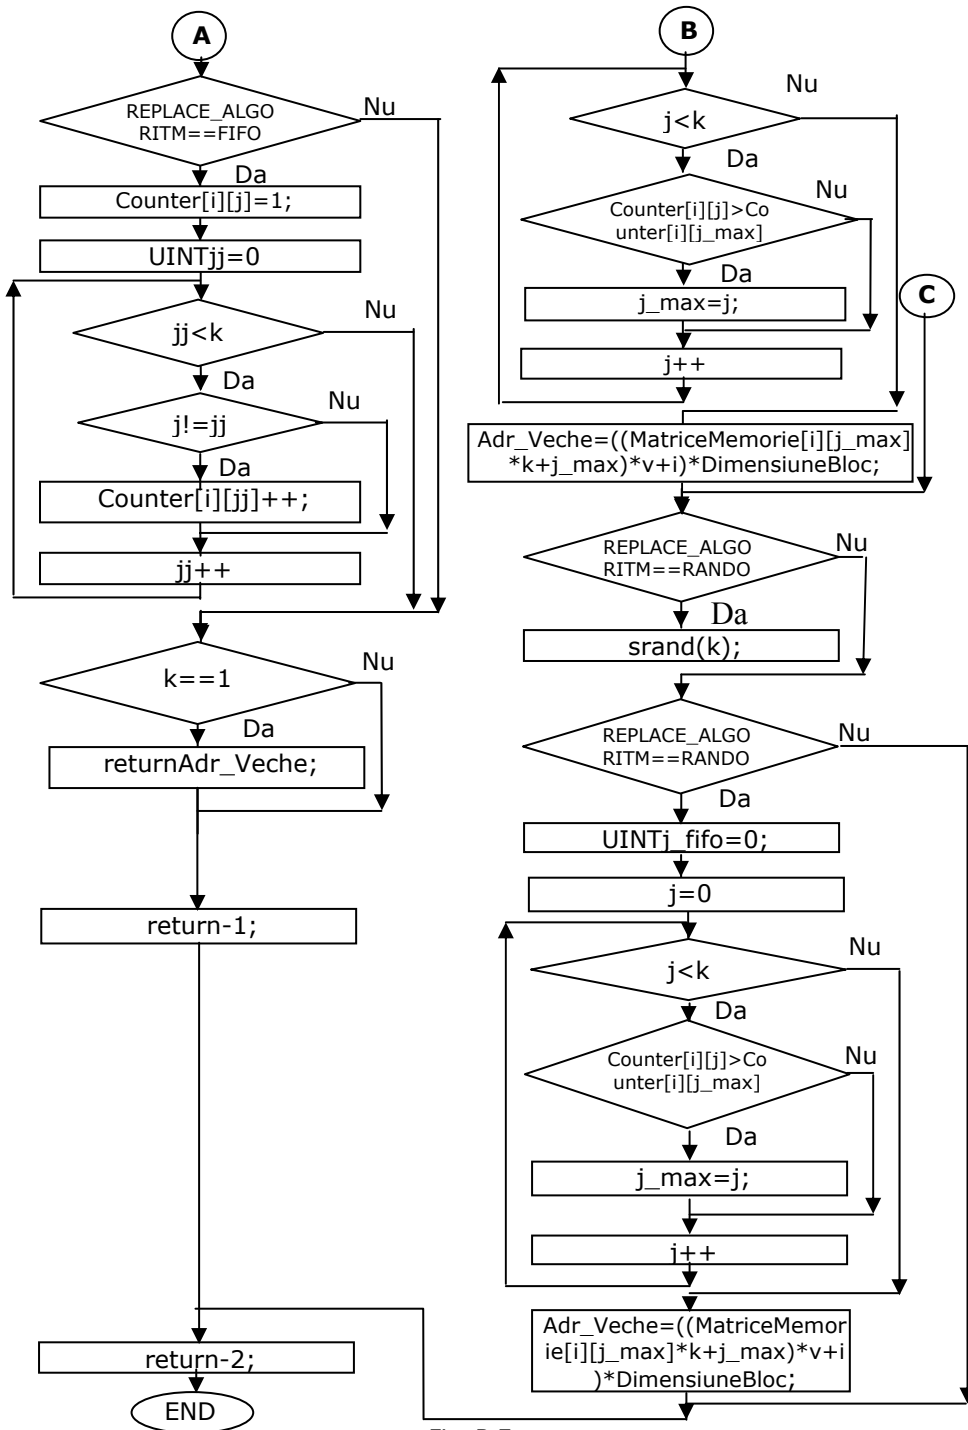 A
REPLACE_ALGO
RITM==FIFO
Nu
Da
Counter[i][j]=1;
UINTjj=0
jj<k
Nu
Da
j!=jj
Nu
Da
Counter[i][jj]++;
jj++
k==1
Nu
Da
returnAdr_Veche;
return-1;
return-2;
END
B
j<k
Nu
Da
Counter[i][j]>Co
unter[i][j_max]
Nu
Da
j_max=j;
j++
C
Adr_Veche=((MatriceMemorie[i][j_max]
*k+j_max)*v+i)*DimensiuneBloc;
REPLACE_ALGO
RITM==RANDO
Nu
Da
srand(k);
REPLACE_ALGO
RITM==RANDO
Nu
Da
UINTj_fifo=0;
j=0
j<k
Nu
Da
Counter[i][j]>Co
unter[i][j_max]
Nu
Da
j_max=j;
j++
Adr_Veche=((MatriceMemor
ie[i][j_max]*k+j_max)*v+i
)*DimensiuneBloc;